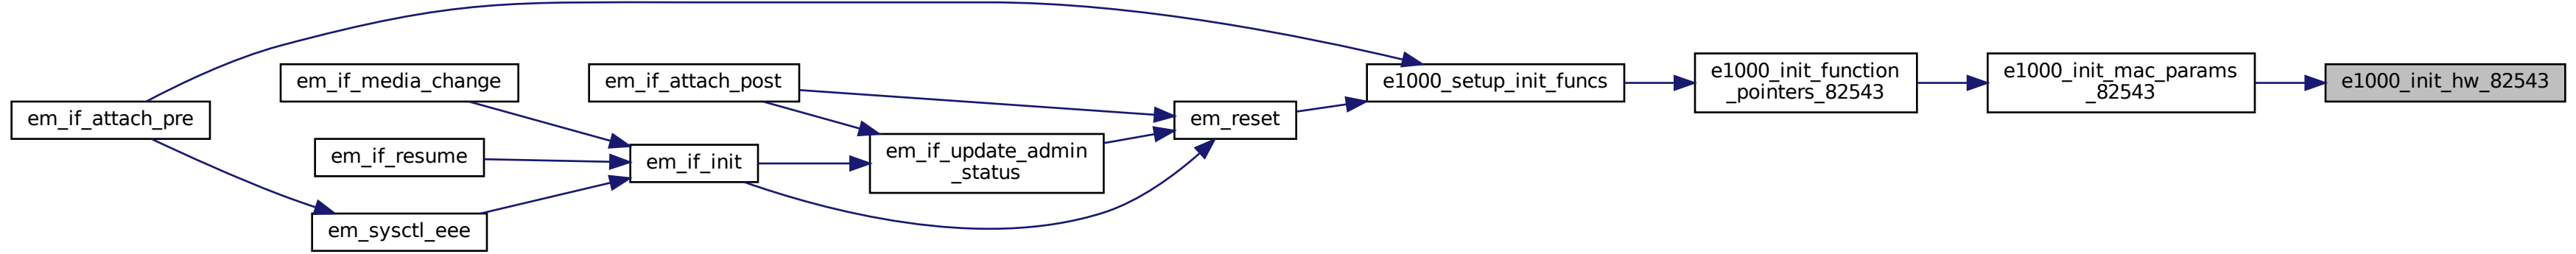 em_if_attach_pre
em_if_media_change
em_if_resume
em_sysctl_eee
em_if_attach_post
em_if_init
em_if_update_admin
_status
em_reset
e1000_setup_init_funcs
e1000_init_function
_pointers_82543
e1000_init_mac_params
_82543
e1000_init_hw_82543